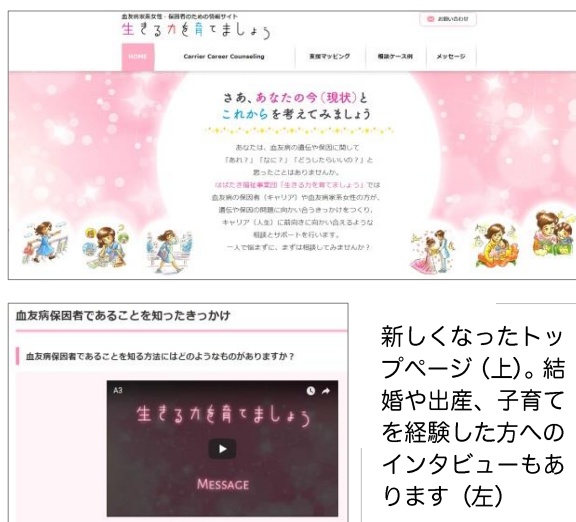 血友病家系女性・保因者のための情報サイト
生きる力を育てましょう
お問い合わせ
HOME
Carrier Career Counseling
支援マッピング
相談ケース例
メッセージ
さあ、あなたの今(現状)と
これからを考えてみましょう
あなたは、血友病の遺伝や保因に関して
「あれ?」「なに?」「どうしたらいいの?」と
思ったことはありませんか。
はばたき福祉事業団「生きる力を育てましょう」では
血友病の保因者(キャリア)や血友病家系女性の方が、
遺伝や保因の問題に向かい合うきっかけをつくり、
キャリア(人生)に前向きに向かい合えるような
相談とサポートを行います。
一人で悩まずに、まずは相談してみませんか?
血友病保因者であることを知ったきっかけ
血友病保因者であることを知る方法にはどのようなものがありますか?
A3
生きる力を育てましょう
MESSAGE
新しくなったトッ
プページ(上)。結
婚や出産、子育て
を経験した方への
インタビューもあ
ります(左)